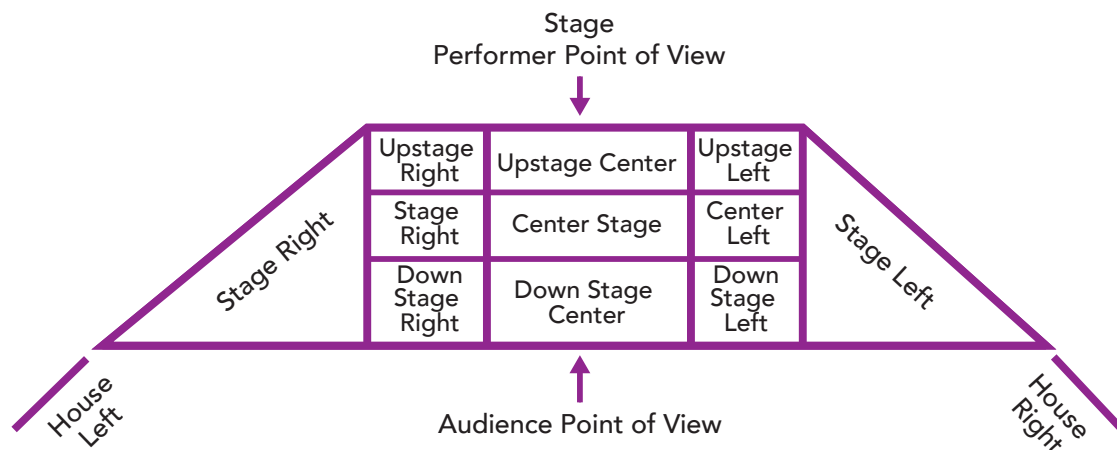 Stage
Performer Point of View
Upstage
Right
Upstage Center
Upstage
Left
Stage
Right
Center Stage
Center
Left
Down
Stage
Right
Down Stage
Center
Down
Stage
Left
Stage Right
Stage Left
House
Left
Audience Point of View
House
Right